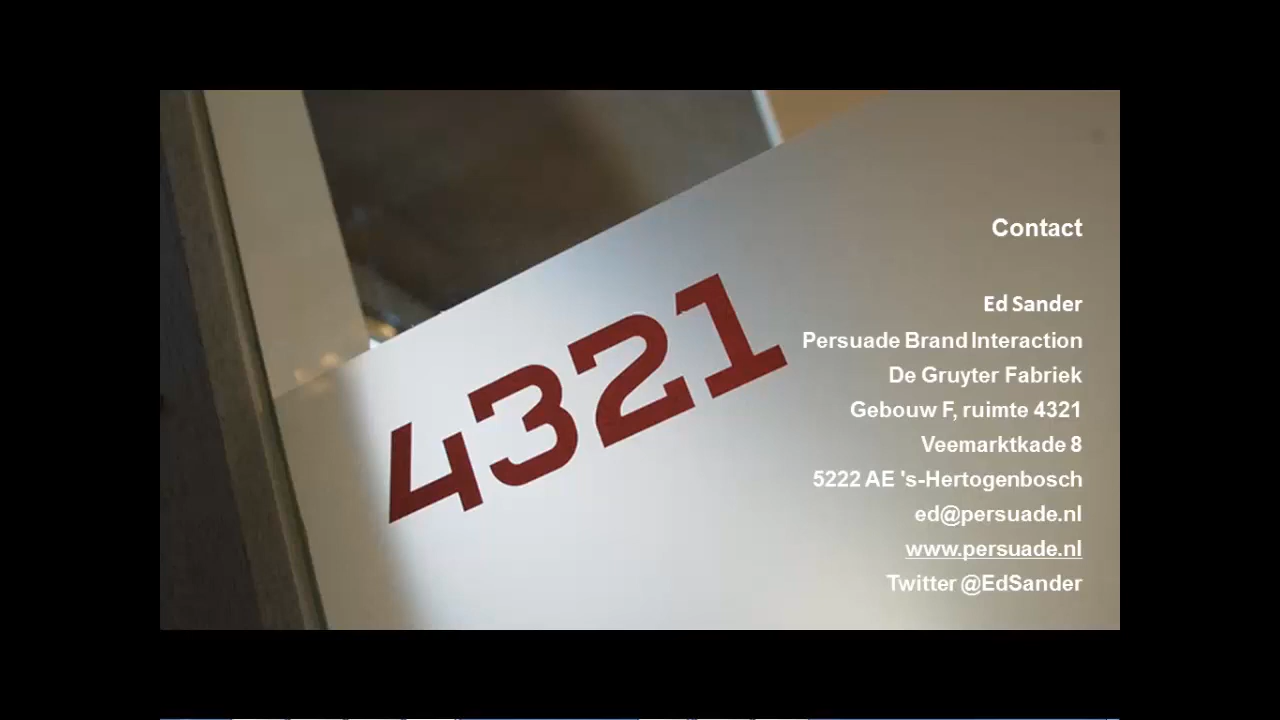 4321
Contact
Ed Sander
Persuade Brand Interaction
De Gruyter Fabriek
Gebouw F, ruimte 4321
Veemarktkade 8
5222 AE 's-Hertogenbosch
ed@persuade.nl
www.persuade.nl
Twitter @EdSander